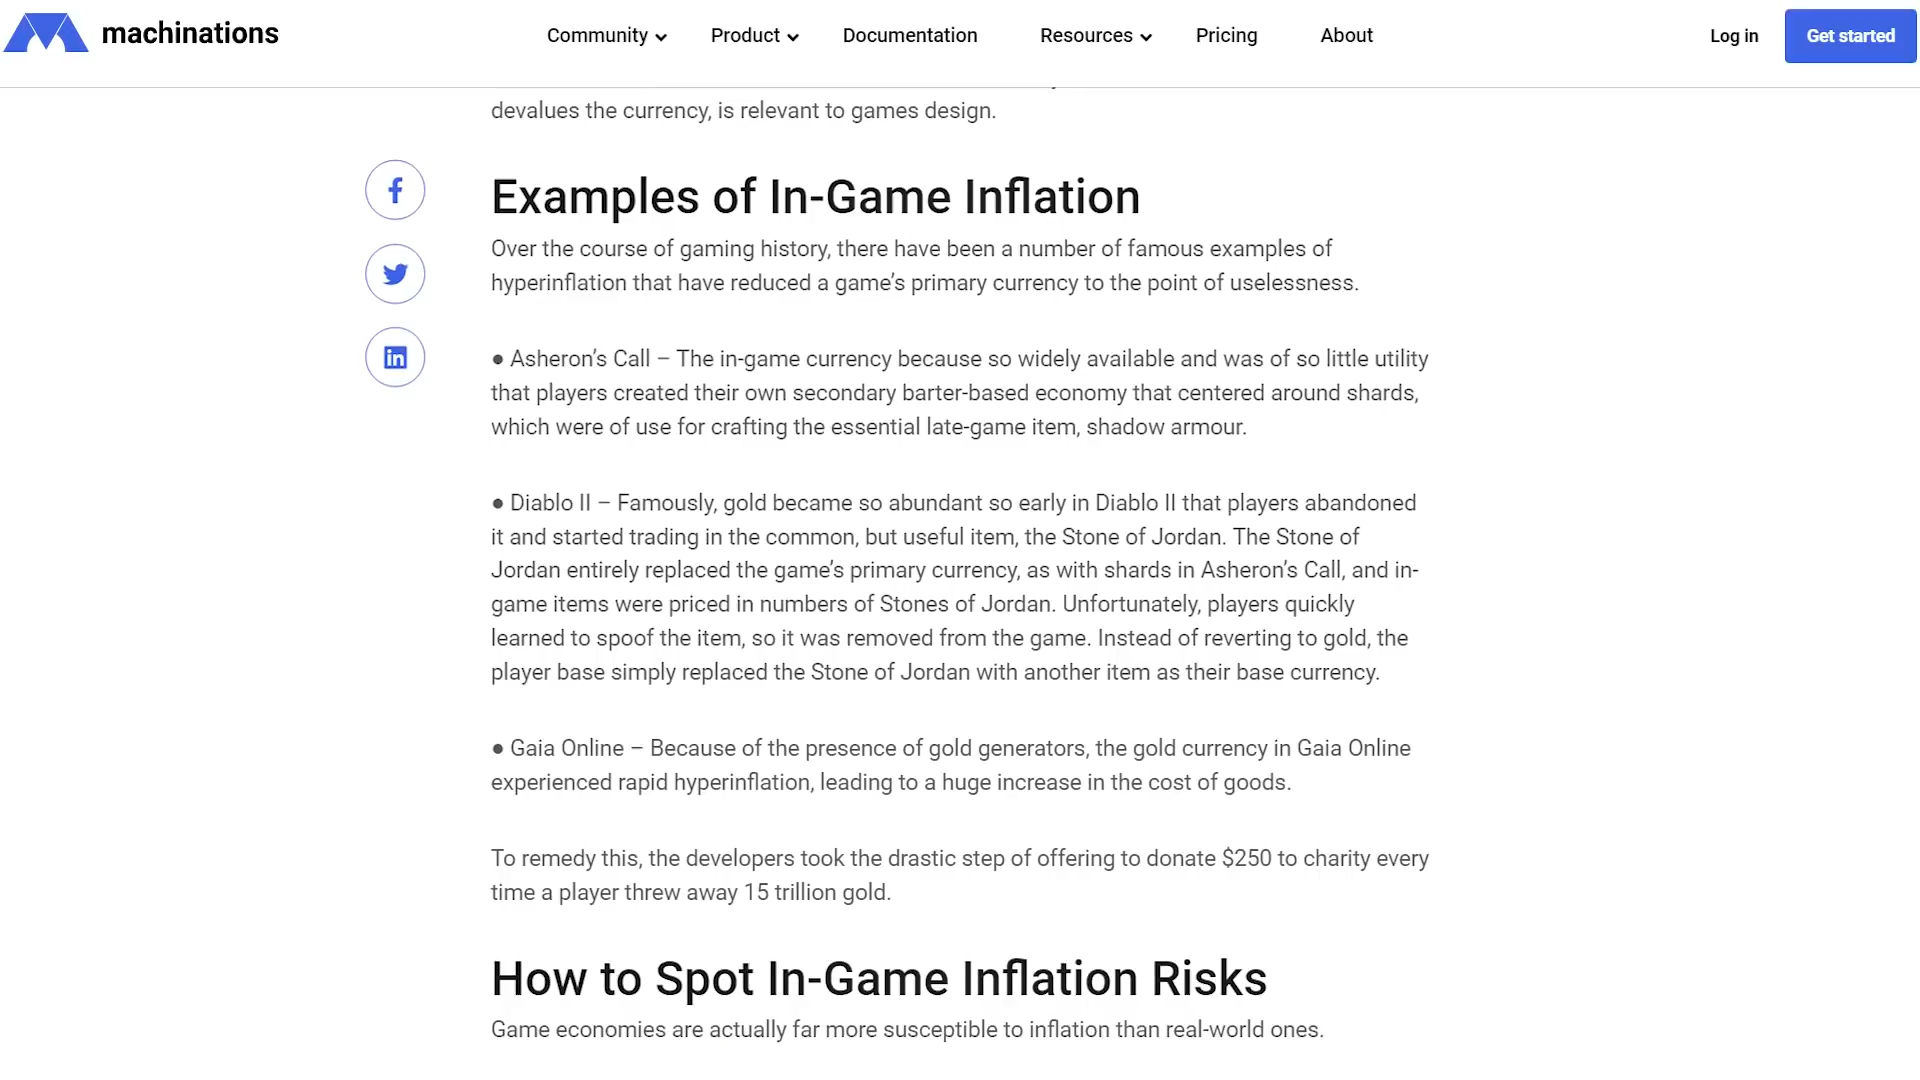 machinations
Community
Product
Documentation
Resources
Pricing
About
Log in
Get started
devalues the currency, is relevant to games design.
Examples of In-Game Inflation
Over the course of gaming history, there have been a number of famous examples of
hyperinflation that have reduced a game’s primary currency to the point of uselessness.
● Asheron’s Call – The in-game currency because so widely available and was of so little utility
that players created their own secondary barter-based economy that centered around shards,
which were of use for crafting the essential late-game item, shadow armour.
● Diablo II – Famously, gold became so abundant so early in Diablo II that players abandoned
it and started trading in the common, but useful item, the Stone of Jordan. The Stone of
Jordan entirely replaced the game’s primary currency, as with shards in Asheron’s Call, and in-
game items were priced in numbers of Stones of Jordan. Unfortunately, players quickly
learned to spoof the item, so it was removed from the game. Instead of reverting to gold, the
player base simply replaced the Stone of Jordan with another item as their base currency.
● Gaia Online – Because of the presence of gold generators, the gold currency in Gaia Online
experienced rapid hyperinflation, leading to a huge increase in the cost of goods.
To remedy this, the developers took the drastic step of offering to donate $250 to charity every
time a player threw away 15 trillion gold.
How to Spot In-Game Inflation Risks
Game economies are actually far more susceptible to inflation than real-world ones.